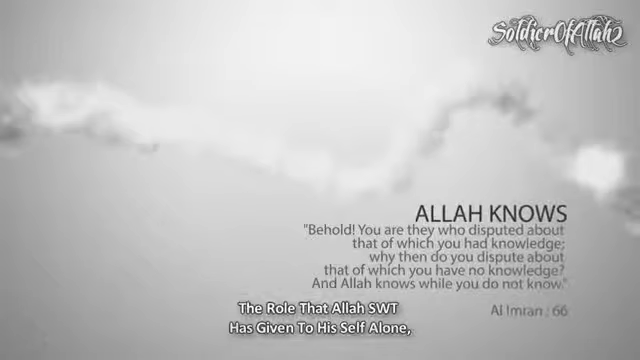 SoldierOfAllah2
ALLAH KNOWS
"Behold! You are they who disputed about
that of which you had knowledge;
why then do you dispute about
that of which you have no knowledge?
And Allah knows while you do not know."
Al Imran : 66
The Role That Allah SWT
Has Given To His Self Alone,